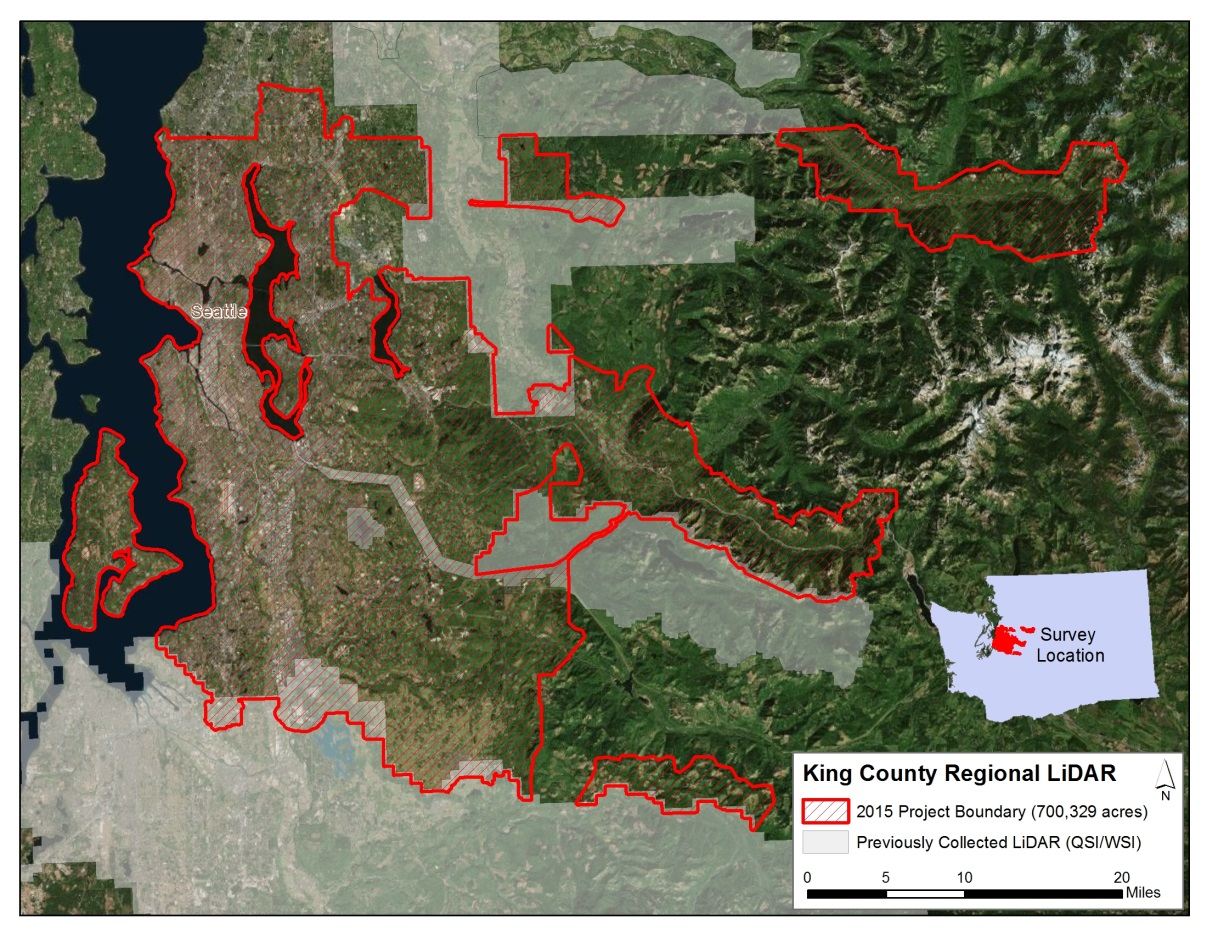 Seattle
Survey
Location
King County Regional LiDAR
N
2015 Project Boundary (700,329 acres)
Previously Collected LiDAR (QSI/WSI)
0 5 10 20
Miles